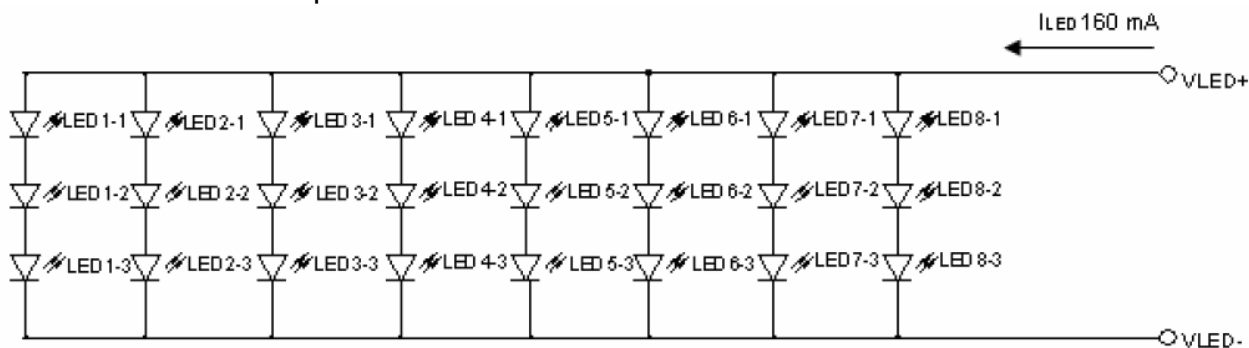 ILED 160 mA
VLED+
LED 1-1 LED 2-1 LED 3-1 LED 4-1 LED 5-1 LED 6-1 LED 7-1 LED 8-1
LED 1-2 LED 2-2 LED 3-2 LED 4-2 LED 5-2 LED 6-2 LED 7-2 LED 8-2
LED 1-3 LED 2-3 LED 3-3 LED 4-3 LED 5-3 LED 6-3 LED 7-3 LED 8-3
VLED-